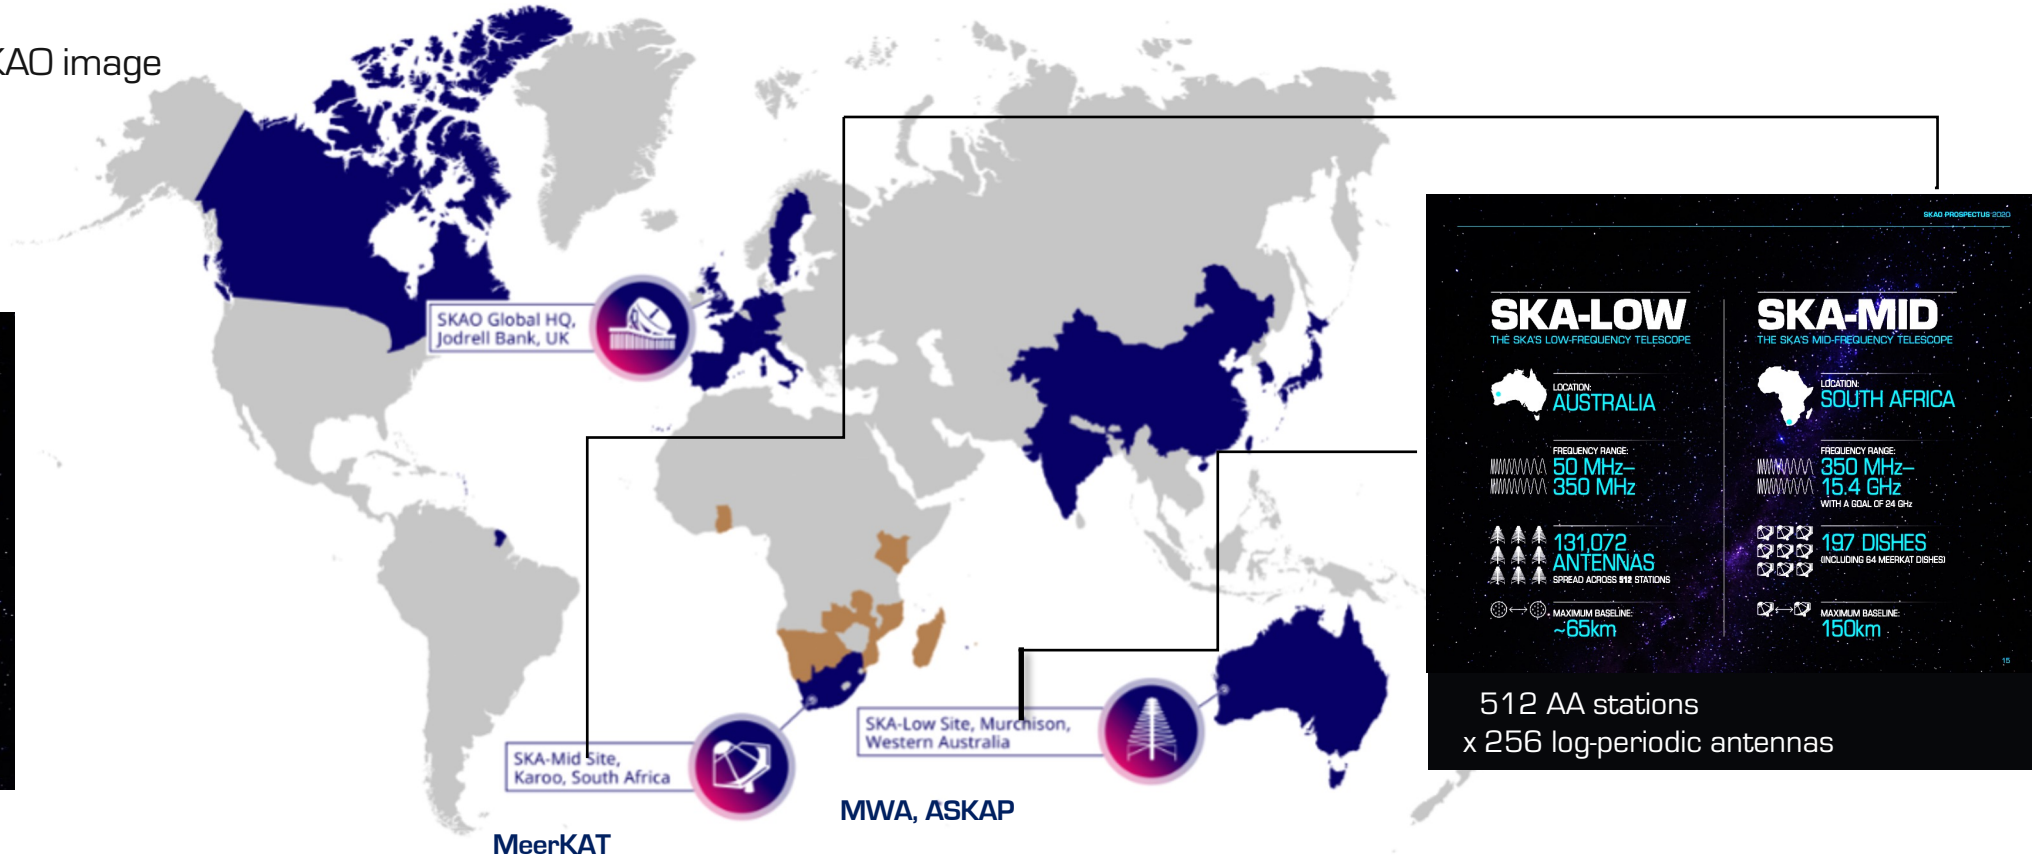 KAO image
SKAO Global HQ,
Jodrell Bank, UK
SKA-Mid Site,
Karoo, South Africa
MeerKAT
SKA-Low Site, Murchison,
Western Australia
MWA, ASKAP
SKAO PROSPECTUS 2020
SKA-LOW
THE SKA'S LOW-FREQUENCY TELESCOPE
LOCATION:
AUSTRALIA
FREQUENCY RANGE:
50 MHz–
350 MHz
131,072
ANTENNAS
SPREAD ACROSS 512 STATIONS
MAXIMUM BASELINE:
~65km
SKA-MID
THE SKA'S MID-FREQUENCY TELESCOPE
LOCATION:
SOUTH AFRICA
FREQUENCY RANGE:
350 MHz–
15.4 GHz
WITH A GOAL OF 24 GHz
197 DISHES
(INCLUDING 64 MEERKAT DISHES)
MAXIMUM BASELINE:
150km
15
512 AA stations
x 256 log-periodic antennas